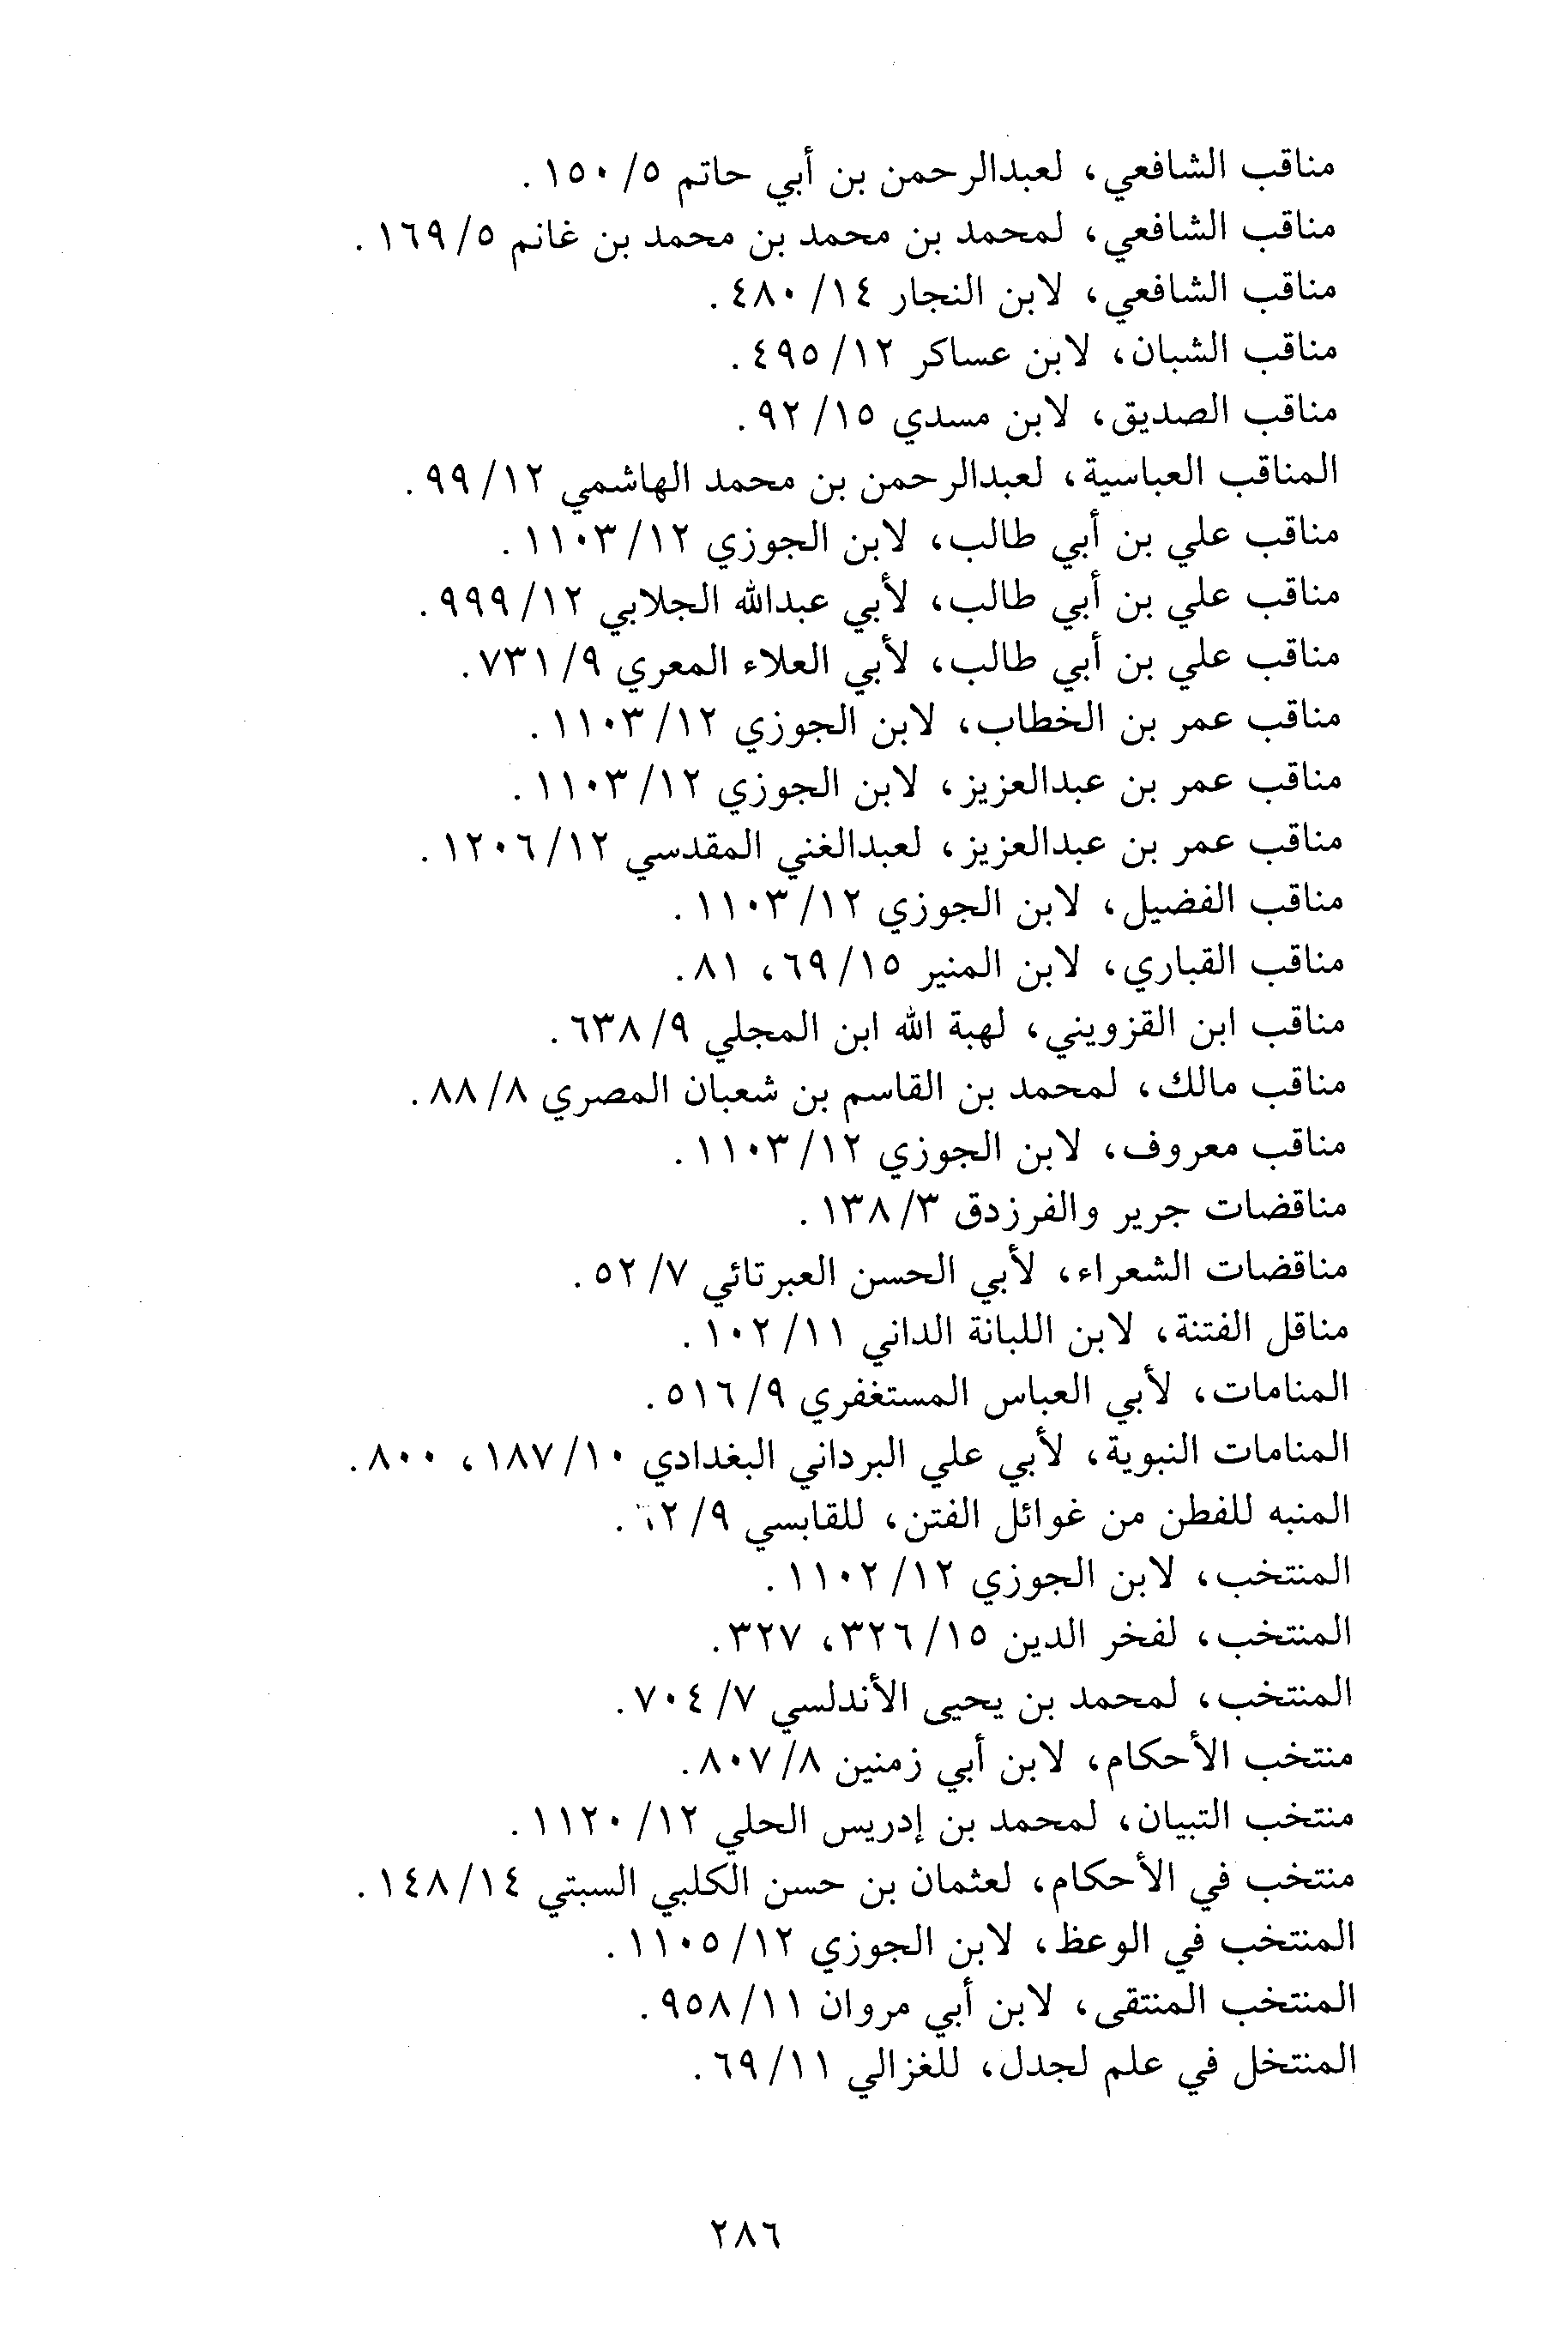 مناقب الشافعي، لعبدالرحمن بن أبي حاتم ٥/ ١٥٠ .
مناقب الشافعي، لمحمد بن محمد بن محمد بن غانم ٥/ ١٦٩ .
مناقب الشافعي، لابن النجار ١٤/ ٤٨٠ .
مناقب الشبان، لابن عساكر ١٢/ ٤٩٥ .
مناقب الصديق، لابن مسدي ١٥/ ٩٢ .
المناقب العباسية، لعبدالرحمن بن محمد الهاشمي ١٢/ ٩٩ .
مناقب علي بن أبي طالب، لابن الجوزي ١٢/ ١١٠٣ .
مناقب علي بن أبي طالب، لأبي عبدالله الجلابي ١٢/ ٩٩٩ .
مناقب علي بن أبي طالب، لأبي العلاء المعري ٩/ ٧٣١ .
مناقب عمر بن الخطاب، لابن الجوزي ١٢/ ١١٠٣ .
مناقب عمر بن عبدالعزيز، لابن الجوزي ١٢/ ١١٠٣ .
مناقب عمر بن عبدالعزيز، لعبدالغني المقدسي ١٢/ ١٢٠٦ .
مناقب الفضيل، لابن الجوزي ١٢/ ١١٠٣ .
مناقب القباري، لابن المنير ١٥/ ٦٩، ٨١ .
مناقب ابن القزويني، لهبة الله ابن المجلي ٩/ ٦٣٨ .
مناقب مالك، لمحمد بن القاسم بن شعبان المصري ٨/ ٨٨ .
مناقب معروف، لابن الجوزي ١٢/ ١١٠٣ .
مناقضات جرير والفرزدق ٣/ ١٣٨ .
مناقضات الشعراء، لأبي الحسن العبرتائي ٧/ ٥٢ .
مناقل الفتنة، لابن اللبانة الداني ١١/ ١٠٢ .
المنامات، لأبي العباس المستغفري ٩/ ٥١٦ .
المنامات النبوية، لأبي علي البرداني البغدادي ١٠/ ١٨٧، ٨٠٠ .
المنبه للفطن من غوائل الفتن، للقابسي
المنتخب، لابن الجوزي ١٢/ ١١٠٢ .
المنتخب، لفخر الدين ١٥/ ٣٢٦، ٣٢٧ .
المنتخب، لمحمد بن يحيى الأندلسي ٧/ ٧٠٤ .
منتخب الأحكام، لابن أبي زمنين ٨/ ٨٠٧ .
منتخب التبيان، لمحمد بن إدريس الحلي ١٢/ ١١٢٠ .
منتخب في الأحكام، لعثمان بن حسن الكلبي السبتي ١٤/ ١٤٨ .
المنتخب في الوعظ، لابن الجوزي ١٢/ ١١٠٥ .
المنتخب المنتقى، لابن أبي مروان ١١/ ٩٥٨ .
المنتخل في علم لجدل، للغزالي ١١/ ٦٩ .
٢٨٦